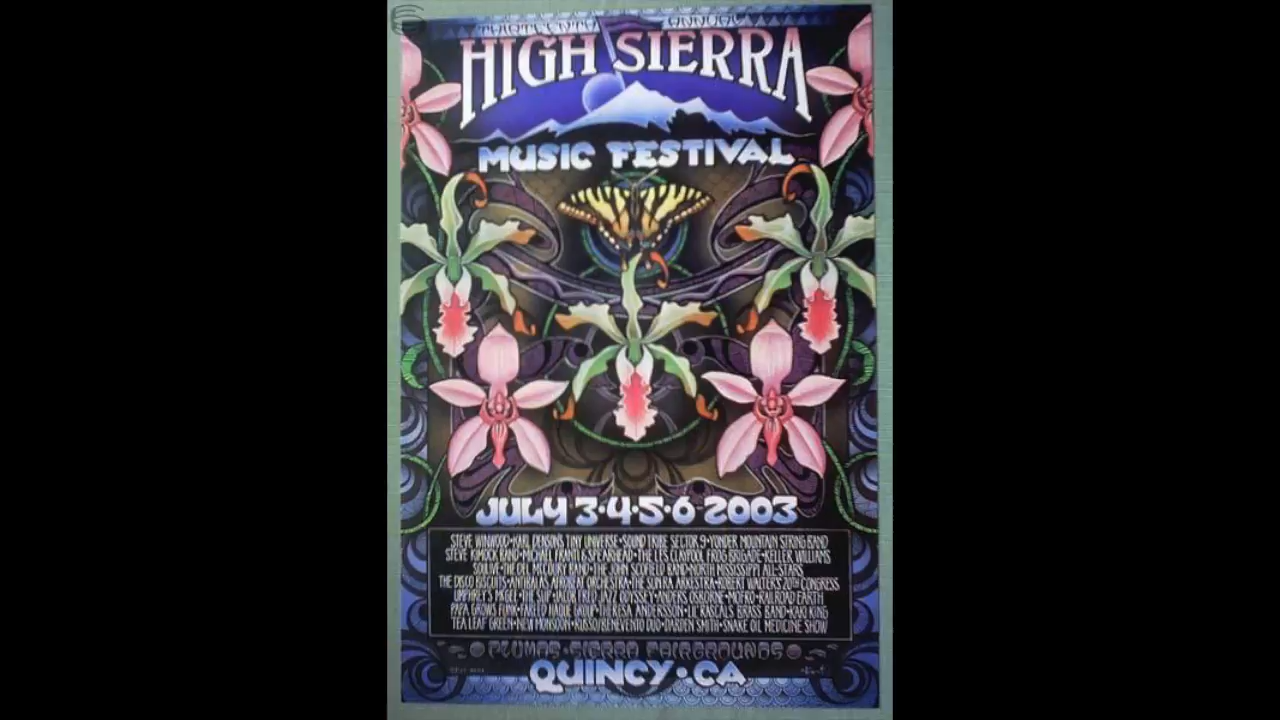 THIRTEENTH ANNUAL
HIGH SIERRA
MUSIC FESTIVAL
JULY 3·4·5·6·2003
STEVE WINWOOD·KARL DENSON'S TINY UNIVERSE·SOUND TRIBE SECTOR 9·YONDER MOUNTAIN STRING BAND
STEVE KIMOCK BAND·MICHAEL FRANTI & SPEARHEAD·THE LES CLAYPOOL FROG BRIGADE·KELLER WILLIAMS
SOULIVE·THE DEL MCCOURY BAND·THE JOHN SCOFIELD BAND·NORTH MISSISSIPPI ALL-STARS
THE DISCO BISCUITS·ANTIBALAS AFROBEAT ORCHESTRA·THE SUN RA ARKESTRA·ROBERT WALTER'S 20TH CONGRESS
UMPHREY'S MCGEE·THE SLIP·JACOB FRED JAZZ ODYSSEY·ANDERS OSBORNE·MOFRO·RAILROAD EARTH
PAPA GROWS FUNK·FAREED HAQUE GROUP·THERESA ANDERSSON·LIL' RASCALS BRASS BAND·KAKI KING
TEA LEAF GREEN·NEW MONSOON·RUSSO/BENEVENTO DUO·DARDEN SMITH·SNAKE OIL MEDICINE SHOW
PLUMAS·SIERRA FAIRGROUNDS
QUINCY·CA